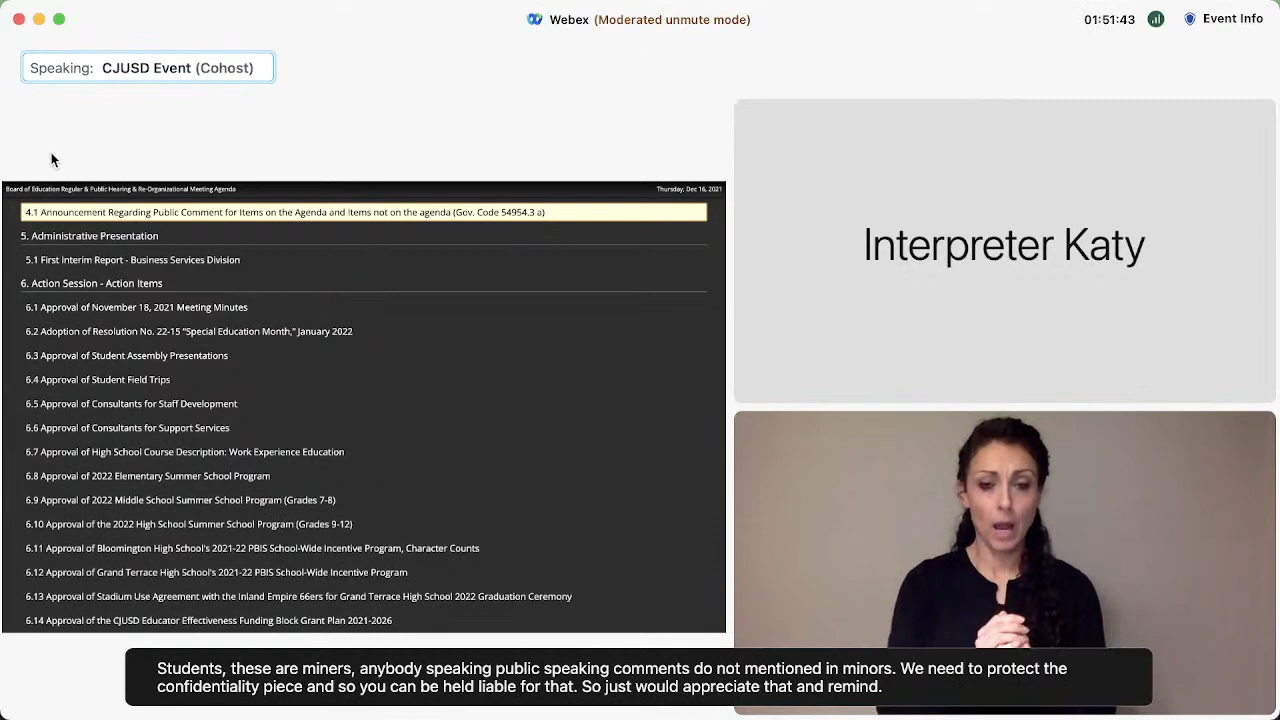 Webex (Moderated unmute mode)
01:51:43
Event Info
Speaking: CJUSD Event (Cohost)
Board of Education Regular & Public Hearing & Re-Organizational Meeting Agenda
Thursday, Dec 16, 2021
4.1 Announcement Regarding Public Comment for Items on the Agenda and Items not on the agenda (Gov. Code 54954.3 a)
5. Administrative Presentation
5.1 First Interim Report - Business Services Division
6. Action Session - Action Items
6.1 Approval of November 18, 2021 Meeting Minutes
6.2 Adoption of Resolution No. 22-15 "Special Education Month," January 2022
6.3 Approval of Student Assembly Presentations
6.4 Approval of Student Field Trips
6.5 Approval of Consultants for Staff Development
6.6 Approval of Consultants for Support Services
6.7 Approval of High School Course Description: Work Experience Education
6.8 Approval of 2022 Elementary Summer School Program
6.9 Approval of 2022 Middle School Summer School Program (Grades 7-8)
6.10 Approval of the 2022 High School Summer School Program (Grades 9-12)
6.11 Approval of Bloomington High School's 2021-22 PBIS School-Wide Incentive Program, Character Counts
6.12 Approval of Grand Terrace High School's 2021-22 PBIS School-Wide Incentive Program
6.13 Approval of Stadium Use Agreement with the Inland Empire 66ers for Grand Terrace High School 2022 Graduation Ceremony
6.14 Approval of the CJUSD Educator Effectiveness Funding Block Grant Plan 2021-2026
Interpreter Katy
Students, these are miners, anybody speaking public speaking comments do not mentioned in minors. We need to protect the
confidentiality piece and so you can be held liable for that. So just would appreciate that and remind.